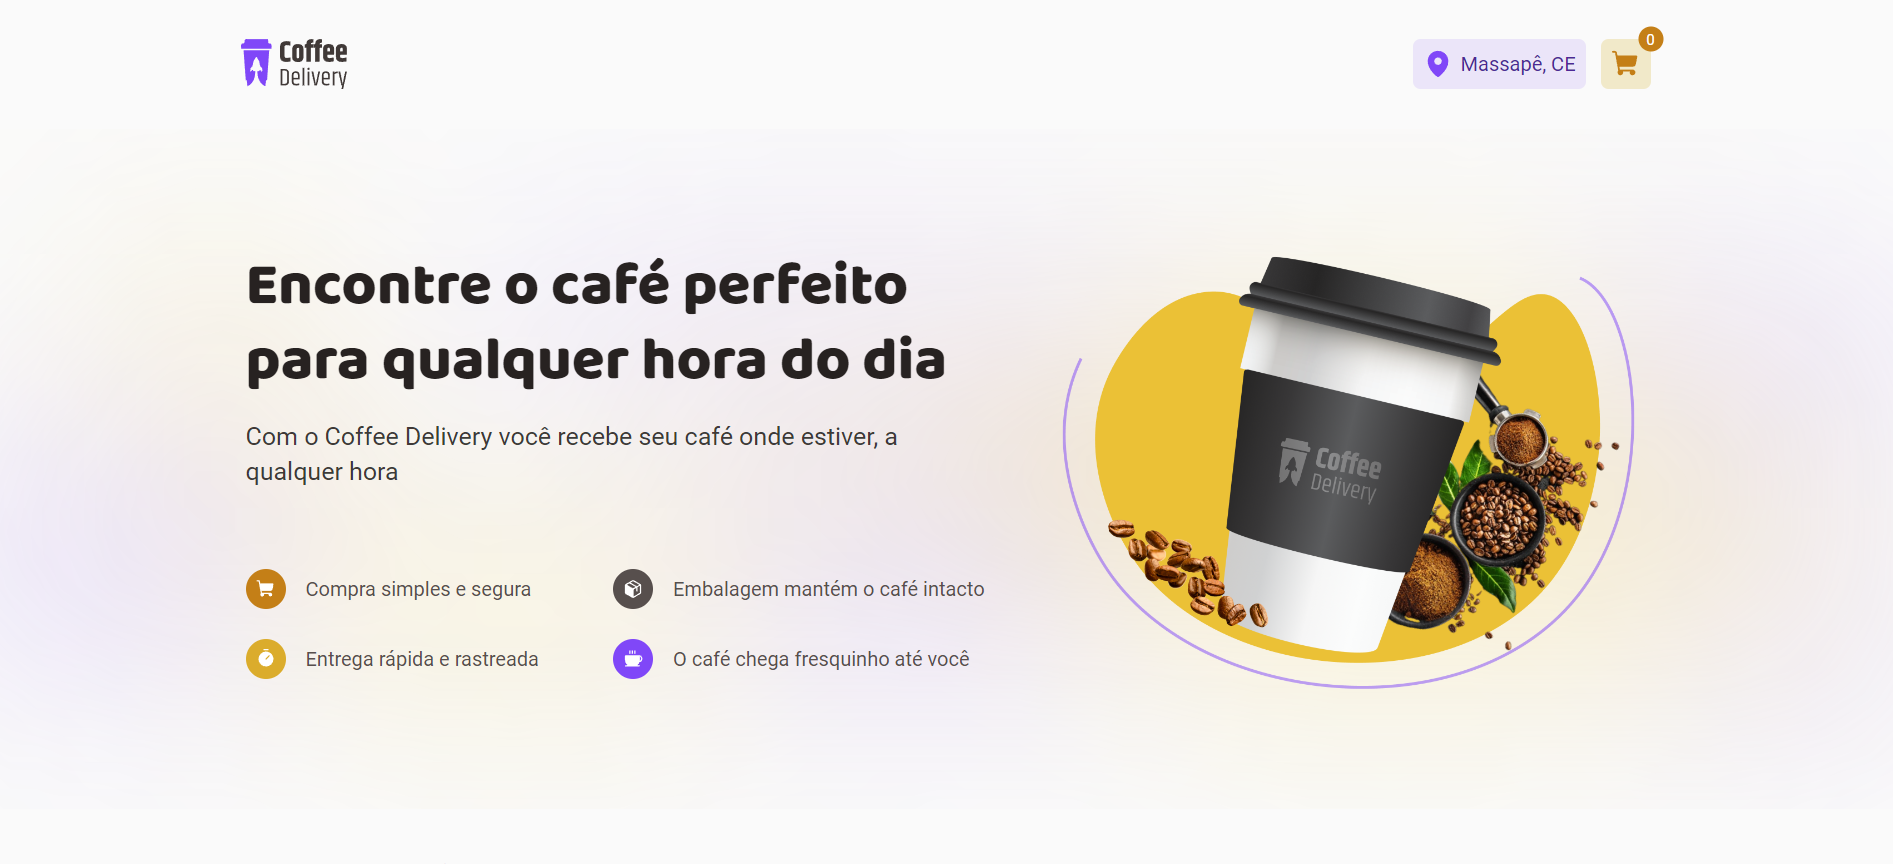 Coffee
Delivery
Massapê, CE
0
Encontre o café perfeito
para qualquer hora do dia
Com o Coffee Delivery você recebe seu café onde estiver, a
qualquer hora
Compra simples e segura
Embalagem mantém o café intacto
Entrega rápida e rastreada
O café chega fresquinho até você
Coffee
Delivery